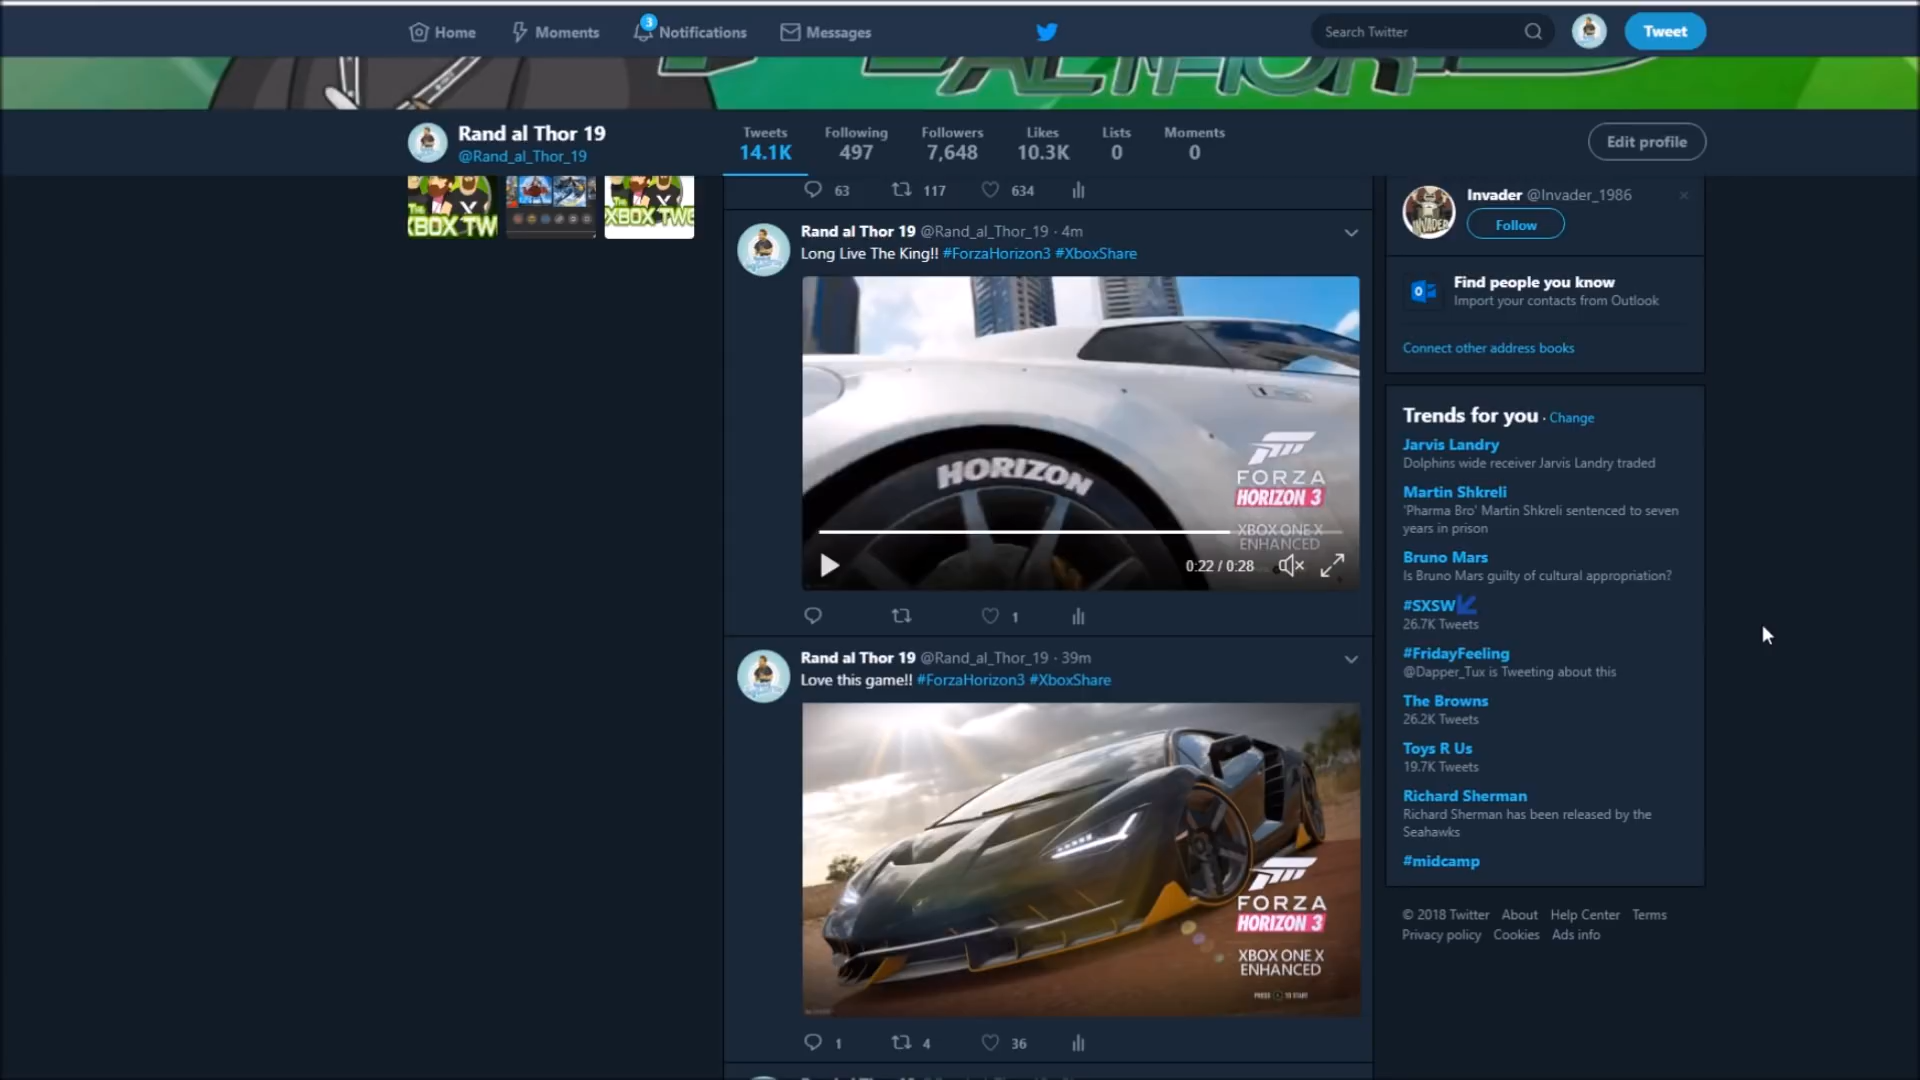 Home
Moments
3
Notifications
Messages
Search Twitter
Tweet
Rand al Thor 19
@Rand_al_Thor_19
Tweets
14.1K
Following
497
Followers
7,648
Likes
10.3K
Lists
0
Moments
0
Edit profile
XBOX TWO
63 117 634
Rand al Thor 19 @Rand_al_Thor_19 · 4m
Long Live The King!! #ForzaHorizon3 #XboxShare
HORIZON
FORZA
HORIZON 3
XBOX ONE X
ENHANCED
0:22 / 0:28
1
Rand al Thor 19 @Rand_al_Thor_19 · 39m
Love this game!! #ForzaHorizon3 #XboxShare
FORZA
HORIZON 3
XBOX ONE X
ENHANCED
PRESS TO START
1 4 36
Invader @Invader_1986
Follow
Find people you know
Import your contacts from Outlook
Connect other address books
Trends for you · Change
Jarvis Landry
Dolphins wide receiver Jarvis Landry traded
Martin Shkreli
'Pharma Bro' Martin Shkreli sentenced to seven
years in prison
Bruno Mars
Is Bruno Mars guilty of cultural appropriation?
#SXSW
26.7K Tweets
#FridayFeeling
@Dapper_Tux is Tweeting about this
The Browns
26.2K Tweets
Toys R Us
19.7K Tweets
Richard Sherman
Richard Sherman has been released by the
Seahawks
#midcamp
© 2018 Twitter About Help Center Terms
Privacy policy Cookies Ads info